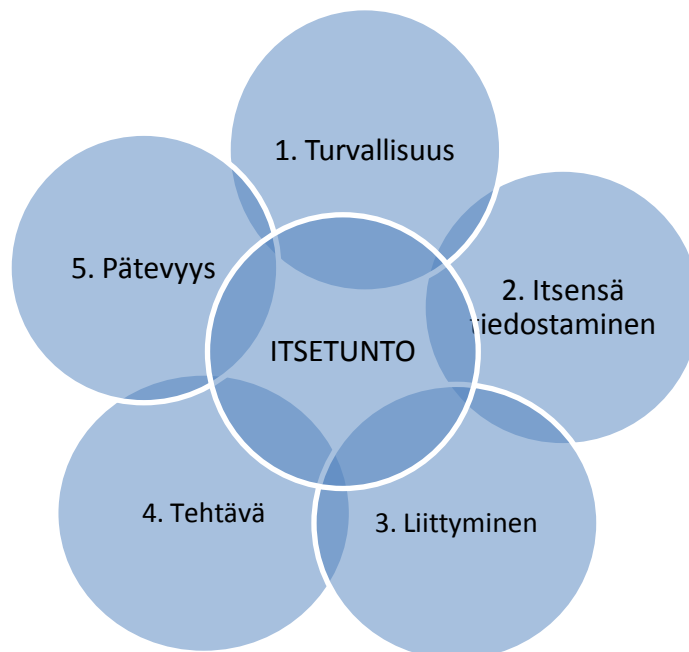 1. Turvallisuus
2. Itsensä
tiedostaminen
3. Liittyminen
4. Tehtävä
5. Pätevyys
ITSETUNTO